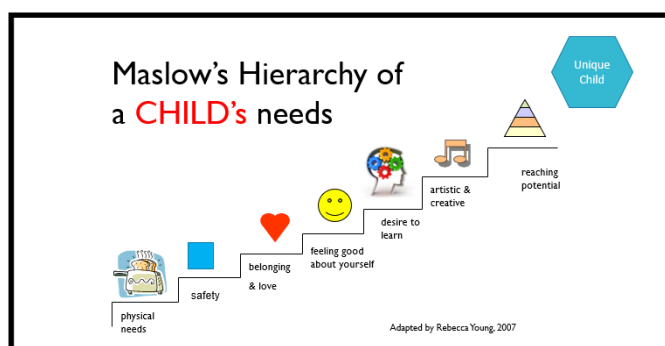 Maslow's Hierarchy of
a CHILD's needs
Unique
Child
reaching
potential
artistic &
creative
desire to
learn
feeling good
about yourself
belonging
& love
safety
physical
needs
Adapted by Rebecca Young, 2007